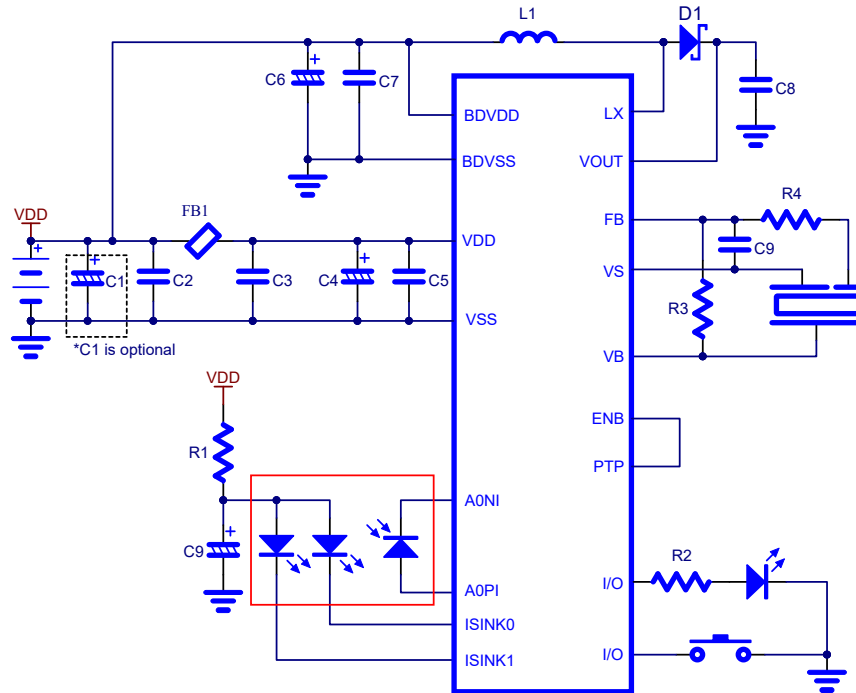 L1
D1
+
C6
C7
C8
BDVDD
LX
BDVSS
VOUT
R4
VDD
FB1
FB
+
+
+
C9
VDD
C1
C2
C3
C4
C5
VS
R3
VSS
*C1 is optional
VB
VDD
ENB
R1
PTP
A0NI
+
C9
R2
A0PI
I/O
ISINK0
ISINK1
I/O